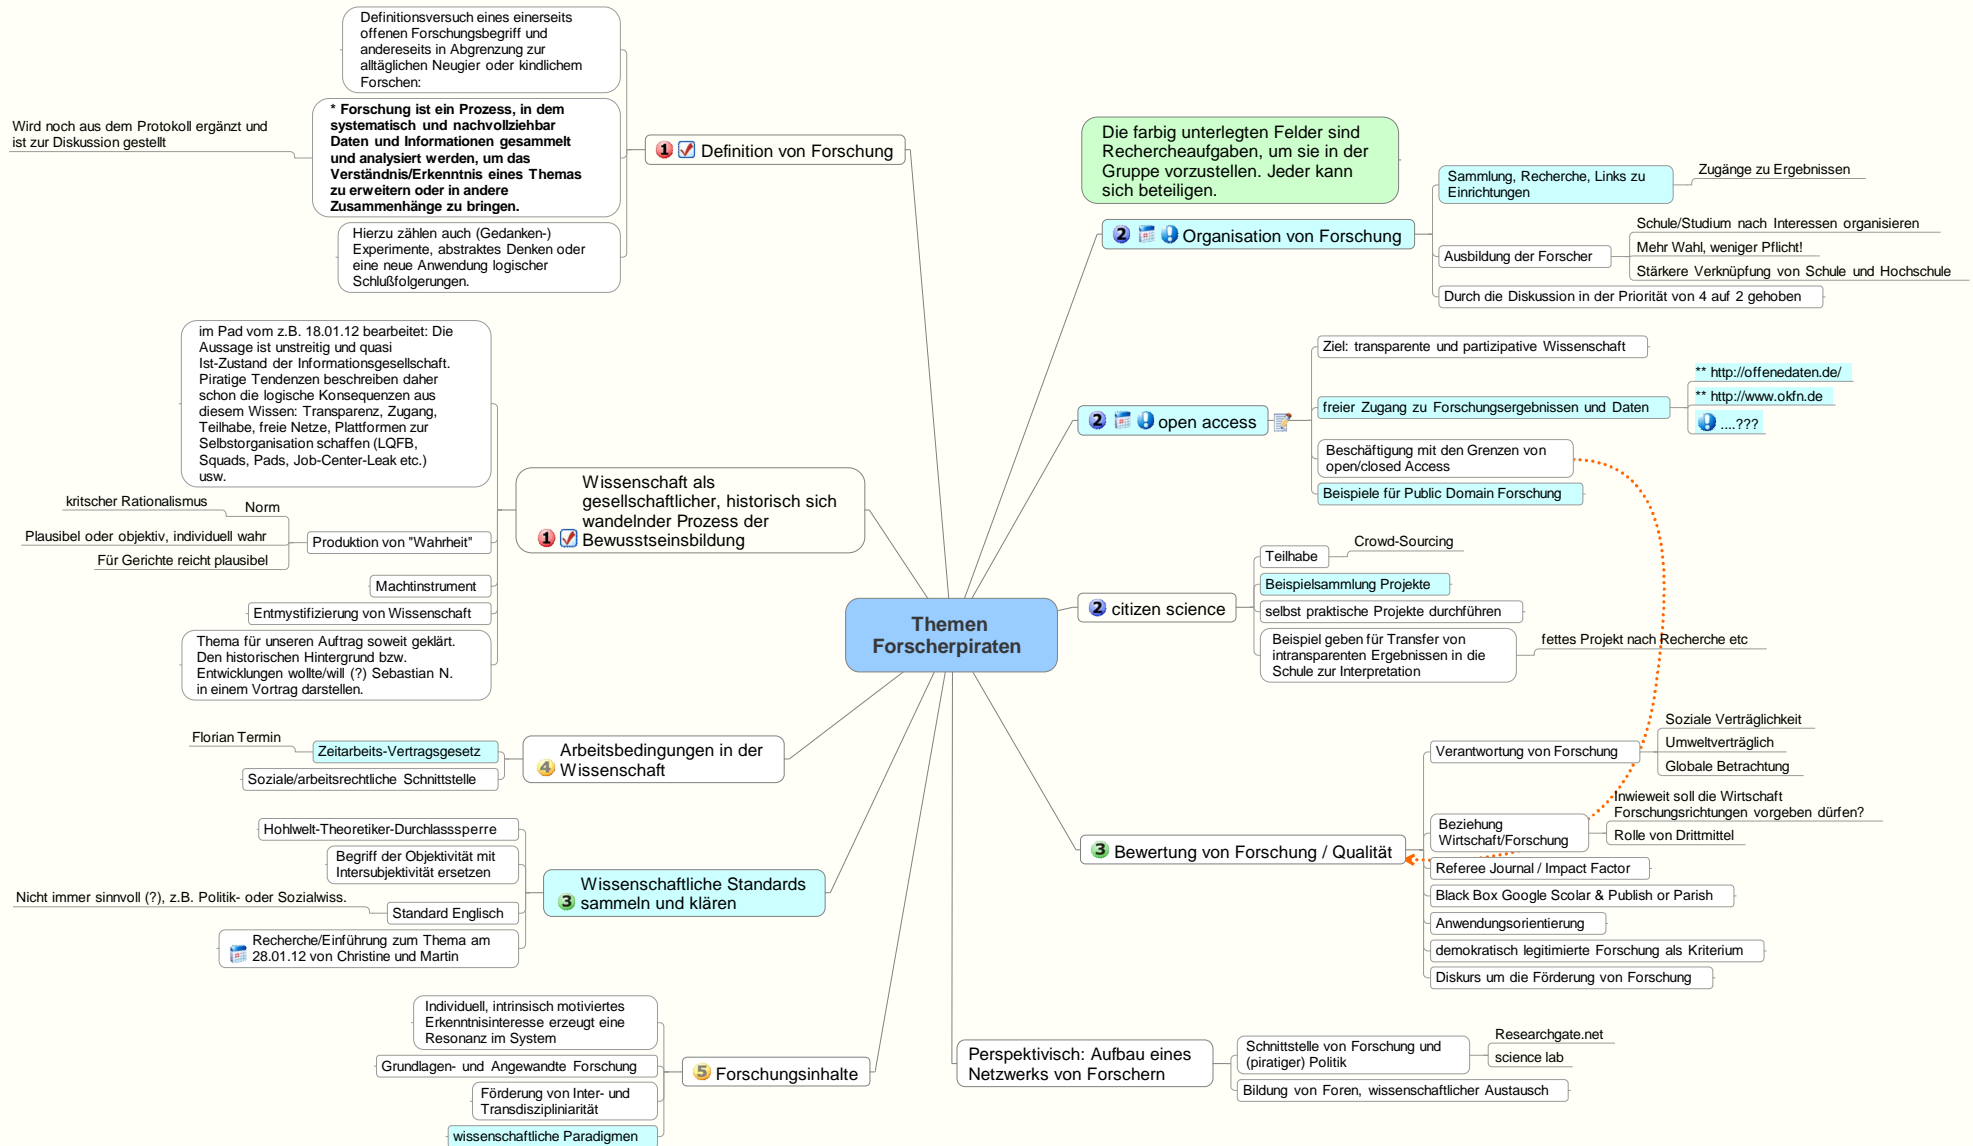 Themen
Forscherpiraten
Definitionsversuch eines einerseits
offenen Forschungsbegriff und
andereseits in Abgrenzung zur
alltäglichen Neugier oder kindlichem
Forschen:
* Forschung ist ein Prozess, in dem
systematisch und nachvollziehbar
Daten und Informationen gesammelt
und analysiert werden, um das
Verständnis/Erkenntnis eines Themas
zu erweitern oder in andere
Zusammenhänge zu bringen.
Wird noch aus dem Protokoll ergänzt und
ist zur Diskussion gestellt
Hierzu zählen auch (Gedanken-)
Experimente, abstraktes Denken oder
eine neue Anwendung logischer
Schlußfolgerungen.
1 Definition von Forschung
im Pad vom z.B. 18.01.12 bearbeitet: Die
Aussage ist unstreitig und quasi
Ist-Zustand der Informationsgesellschaft.
Piratige Tendenzen beschreiben daher
schon die logische Konsequenzen aus
diesem Wissen: Transparenz, Zugang,
Teilhabe, freie Netze, Plattformen zur
Selbstorganisation schaffen (LQFB,
Squads, Pads, Job-Center-Leak etc.)
usw.
kritscher Rationalismus
Norm
Plausibel oder objektiv, individuell wahr
Für Gerichte reicht plausibel
Produktion von "Wahrheit"
Machtinstrument
Entmystifizierung von Wissenschaft
Thema für unseren Auftrag soweit geklärt.
Den historischen Hintergrund bzw.
Entwicklungen wollte/will (?) Sebastian N.
in einem Vortrag darstellen.
Wissenschaft als
gesellschaftlicher, historisch sich
wandelnder Prozess der
1 Bewusstseinsbildung
Florian Termin
Zeitarbeits-Vertragsgesetz
Soziale/arbeitsrechtliche Schnittstelle
Arbeitsbedingungen in der
4 Wissenschaft
Hohlwelt-Theoretiker-Durchlasssperre
Begriff der Objektivität mit
Intersubjektivität ersetzen
Nicht immer sinnvoll (?), z.B. Politik- oder Sozialwiss.
Standard Englisch
Recherche/Einführung zum Thema am
28.01.12 von Christine und Martin
Wissenschaftliche Standards
3 sammeln und klären
Individuell, intrinsisch motiviertes
Erkenntnisinteresse erzeugt eine
Resonanz im System
Grundlagen- und Angewandte Forschung
Förderung von Inter- und
Transdiszipliniarität
wissenschaftliche Paradigmen
5 Forschungsinhalte
Die farbig unterlegten Felder sind
Rechercheaufgaben, um sie in der
Gruppe vorzustellen. Jeder kann
sich beteiligen.
2 Organisation von Forschung
Sammlung, Recherche, Links zu
Einrichtungen
Zugänge zu Ergebnissen
Ausbildung der Forscher
Schule/Studium nach Interessen organisieren
Mehr Wahl, weniger Pflicht!
Stärkere Verknüpfung von Schule und Hochschule
Durch die Diskussion in der Priorität von 4 auf 2 gehoben
2 open access
Ziel: transparente und partizipative Wissenschaft
freier Zugang zu Forschungsergebnissen und Daten
** http://offenedaten.de/
** http://www.okfn.de
....???
Beschäftigung mit den Grenzen von
open/closed Access
Beispiele für Public Domain Forschung
2 citizen science
Teilhabe
Crowd-Sourcing
Beispielsammlung Projekte
selbst praktische Projekte durchführen
Beispiel geben für Transfer von
intransparenten Ergebnissen in die
Schule zur Interpretation
fettes Projekt nach Recherche etc
3 Bewertung von Forschung / Qualität
Verantwortung von Forschung
Soziale Verträglichkeit
Umweltverträglich
Globale Betrachtung
Beziehung
Wirtschaft/Forschung
Inwieweit soll die Wirtschaft
Forschungsrichtungen vorgeben dürfen?
Rolle von Drittmittel
Referee Journal / Impact Factor
Black Box Google Scolar & Publish or Parish
Anwendungsorientierung
demokratisch legitimierte Forschung als Kriterium
Diskurs um die Förderung von Forschung
Perspektivisch: Aufbau eines
Netzwerks von Forschern
Schnittstelle von Forschung und
(piratiger) Politik
Researchgate.net
science lab
Bildung von Foren, wissenschaftlicher Austausch